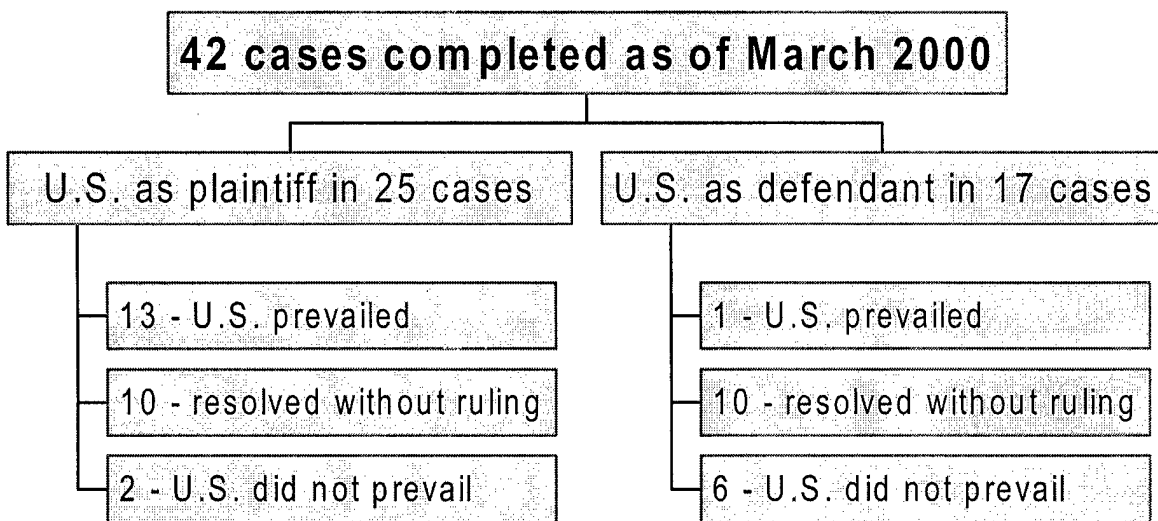 42 cases completed as of March 2000
U.S. as plaintiff in 25 cases
13 - U.S. prevailed
10 - resolved without ruling
2 - U.S. did not prevail
U.S. as defendant in 17 cases
1 - U.S. prevailed
10 - resolved without ruling
6 - U.S. did not prevail